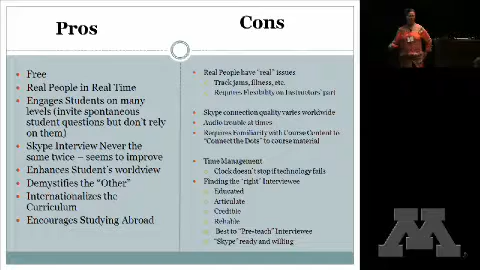 Pros
Free
Real People in Real Time
Engages Students on many
levels (invite spontaneous
student questions but don't rely
on them)
Skype Interview Never the
same twice – seems to improve
Enhances Student's worldview
Demystifies the "Other"
Internationalizes the
Curriculum
Encourages Studying Abroad
Cons
Real People have "real" issues
Track jams, illness, etc.
Requires Flexibility on Instructors' part
Skype connection quality varies worldwide
Audio trouble at times
Requires Familiarity with Course Content to
"Connect the Dots" to course material
Time Management
Clock doesn't stop if technology fails
Finding the "right" Interviewee
Educated
Articulate
Credible
Reliable
Best to "Pre-teach" Interviewee
"Skype" ready and willing
M